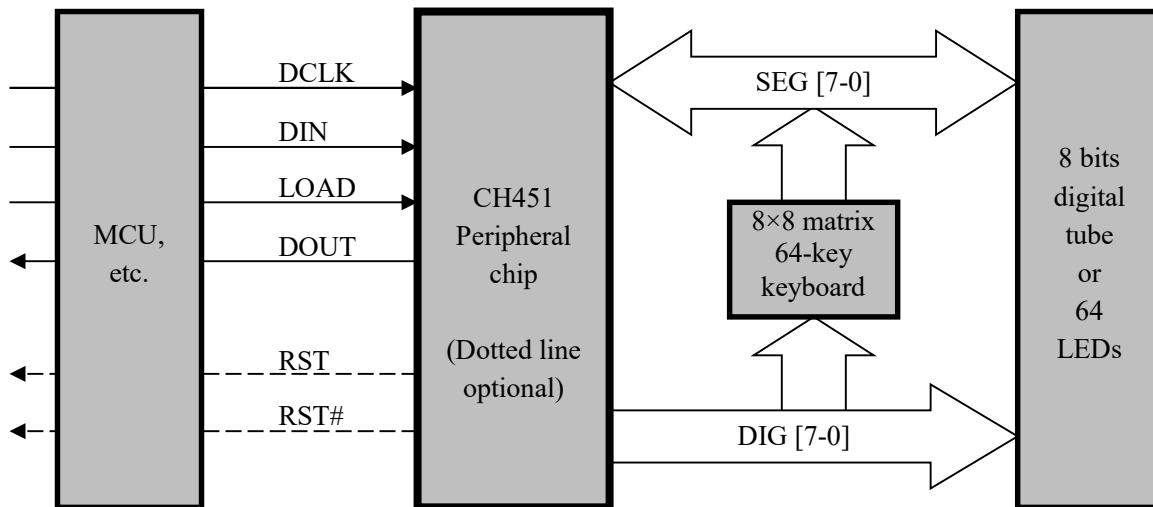 MCU,
etc.
DCLK
DIN
LOAD
DOUT
RST
RST#
CH451
Peripheral
chip
(Dotted line
optional)
SEG [7-0]
8×8 matrix
64-key
keyboard
DIG [7-0]
8 bits
digital
tube
or
64
LEDs